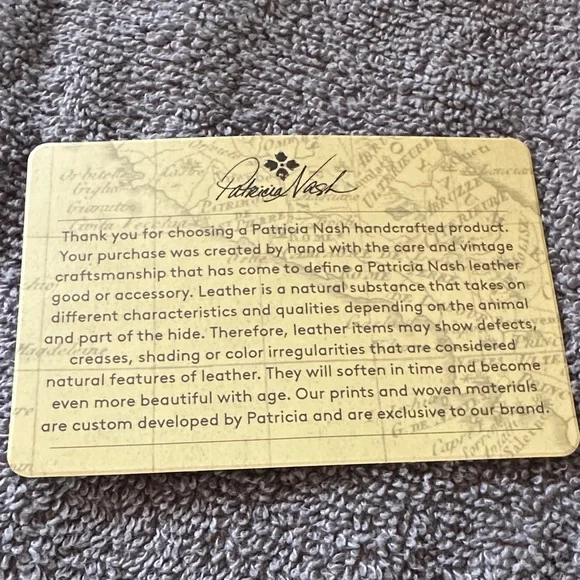 Patricia Nash
Thank you for choosing a Patricia Nash handcrafted product.
Your purchase was created by hand with the care and vintage
craftsmanship that has come to define a Patricia Nash leather
good or accessory. Leather is a natural substance that takes on
different characteristics and qualities depending on the animal
and part of the hide. Therefore, leather items may show defects,
creases, shading or color irregularities that are considered
natural features of leather. They will soften in time and become
even more beautiful with age. Our prints and woven materials
are custom developed by Patricia and are exclusive to our brand.